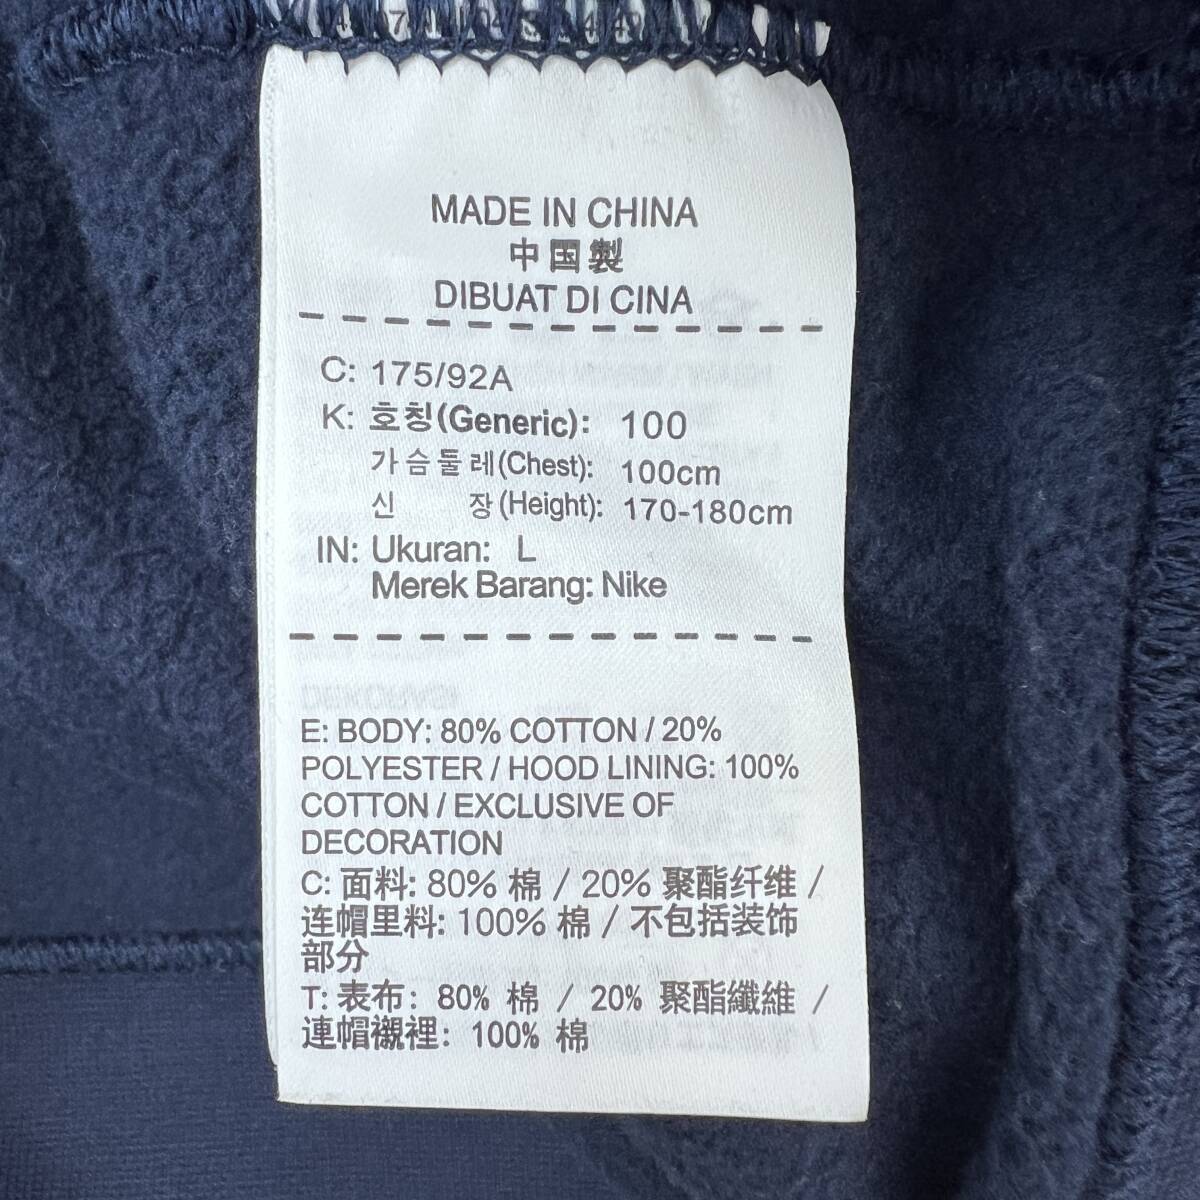 MADE IN CHINA
中国製
DIBUAT DI CINA
C: 175/92A
K: 호칭(Generic): 100
가슴둘레(Chest): 100cm
신 장(Height): 170-180cm
IN: Ukuran: L
Merek Barang: Nike
E: BODY: 80% COTTON / 20%
POLYESTER / HOOD LINING: 100%
COTTON / EXCLUSIVE OF
DECORATION
C: 面料: 80% 棉 / 20% 聚酯纤维 /
连帽里料: 100% 棉 / 不包括装饰
部分
T: 表布: 80% 棉 / 20% 聚酯纖維 /
連帽襯裡: 100% 棉